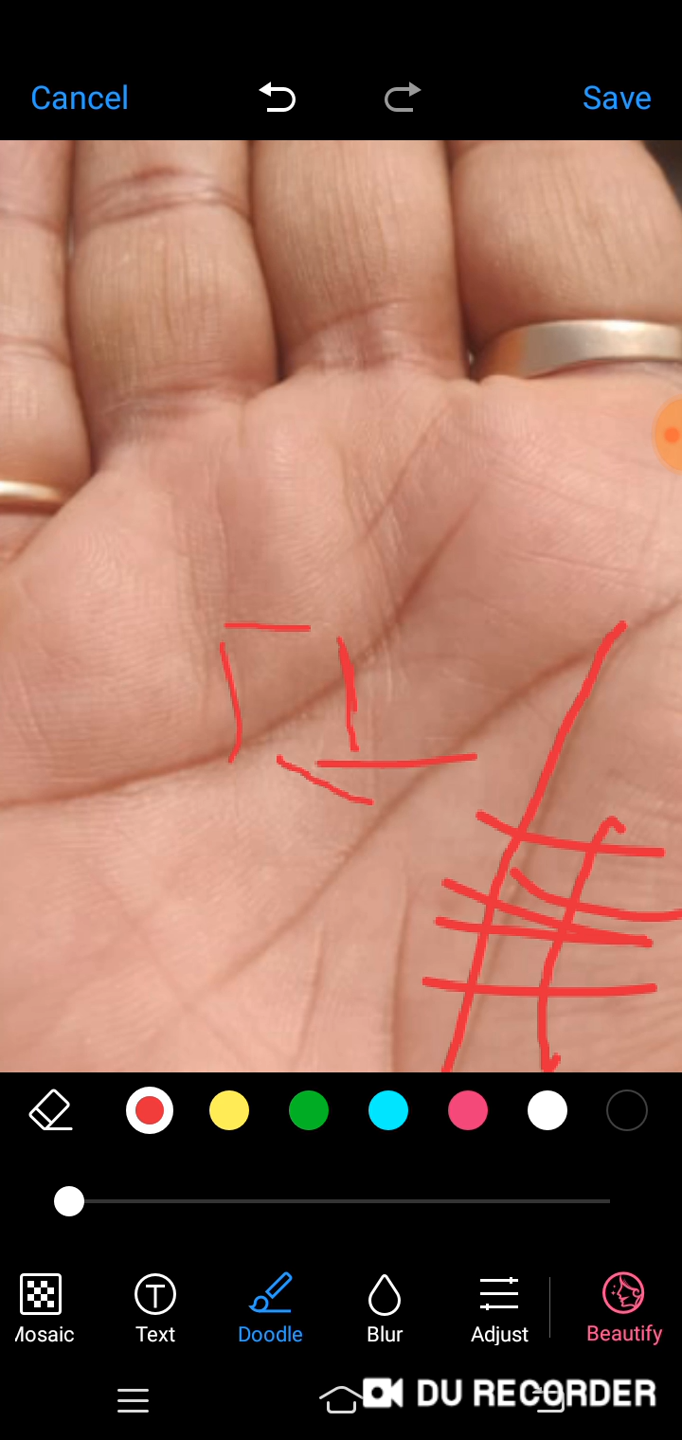 Cancel
Save
Mosaic
Text
Doodle
Blur
Adjust
Beautify
DU RECORDER